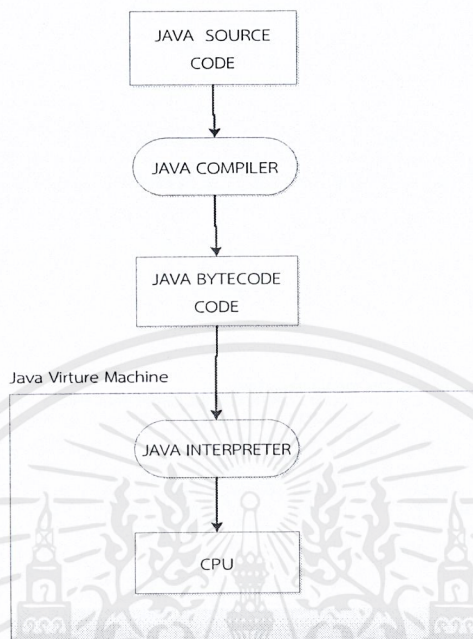 JAVA SOURCE
CODE
JAVA COMPILER
JAVA BYTECODE
CODE
Java Virture Machine
JAVA INTERPRETER
CPU